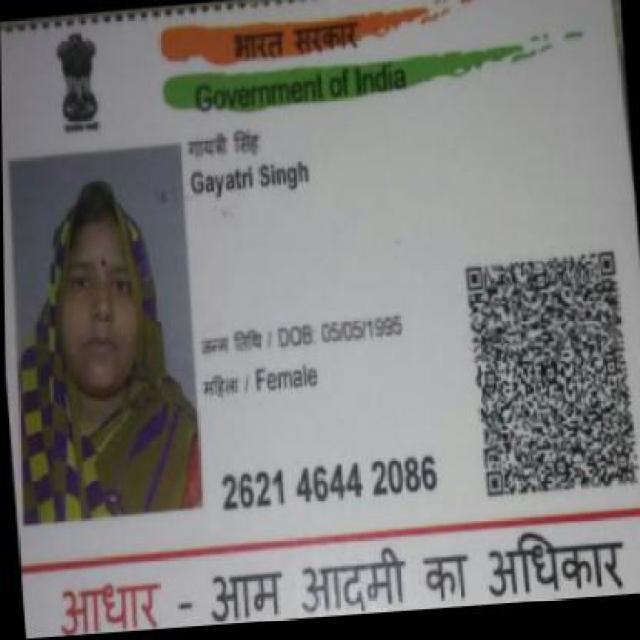 भारत सरकार
Government of India
गायत्री सिंह
Gayatri Singh
जन्म तिथि / DOB: 05/05/1995
महिला / Female
2621 4644 2086
आधार - आम आदमी का अधिकार